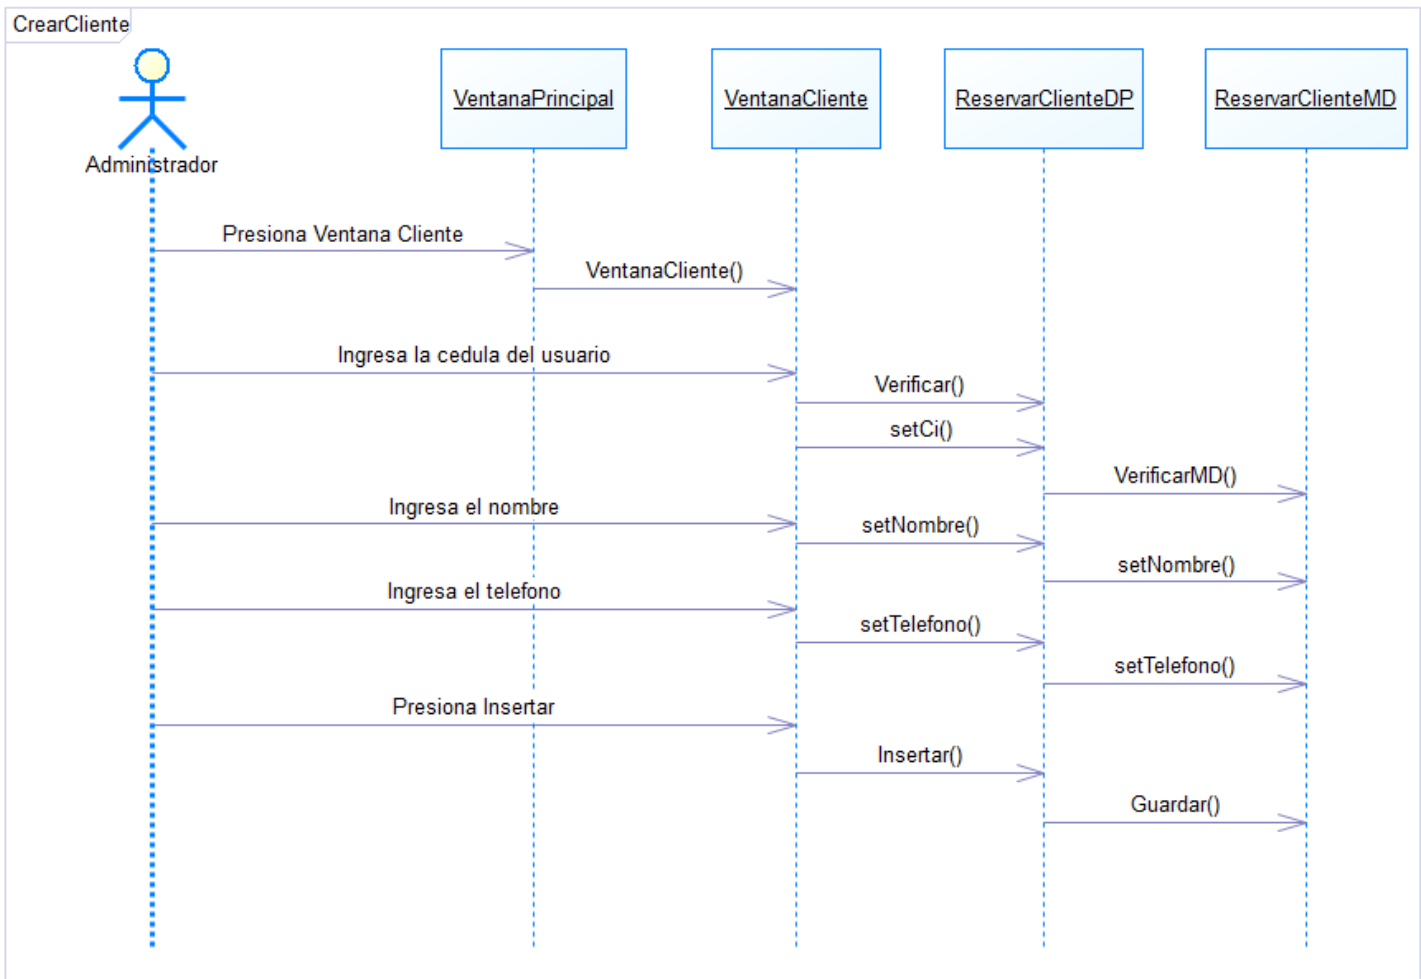 CrearCliente
Administrador
VentanaPrincipal
VentanaCliente
ReservarClienteDP
ReservarClienteMD
Presiona Ventana Cliente
VentanaCliente()
Ingresa la cedula del usuario
Verificar()
setCi()
VerificarMD()
Ingresa el nombre
setNombre()
setNombre()
Ingresa el telefono
setTelefono()
setTelefono()
Presiona Insertar
Insertar()
Guardar()